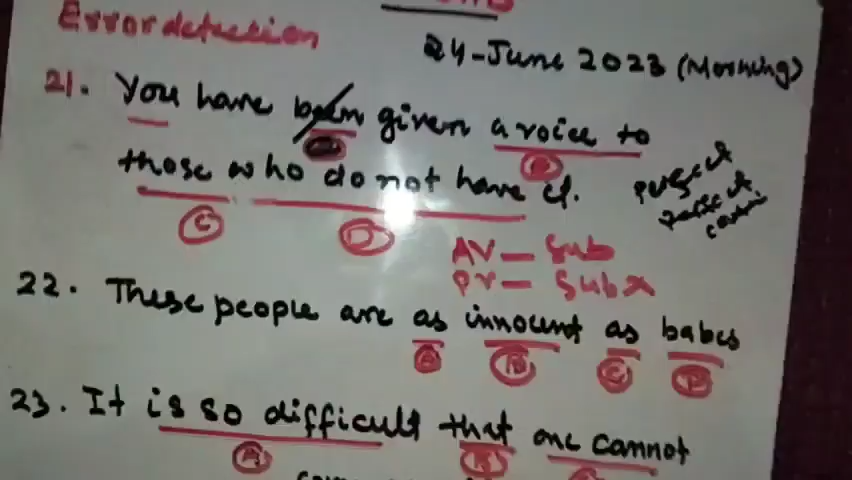 Error detection
24-June 2023 (Morning)
21. You have been given a voice to
those who do not have it.
B
C
D
AV - Sub
PV - Sub x
22. These people are as innocent as babes
A
B
C
D
23. It is so difficult that one cannot
A
B